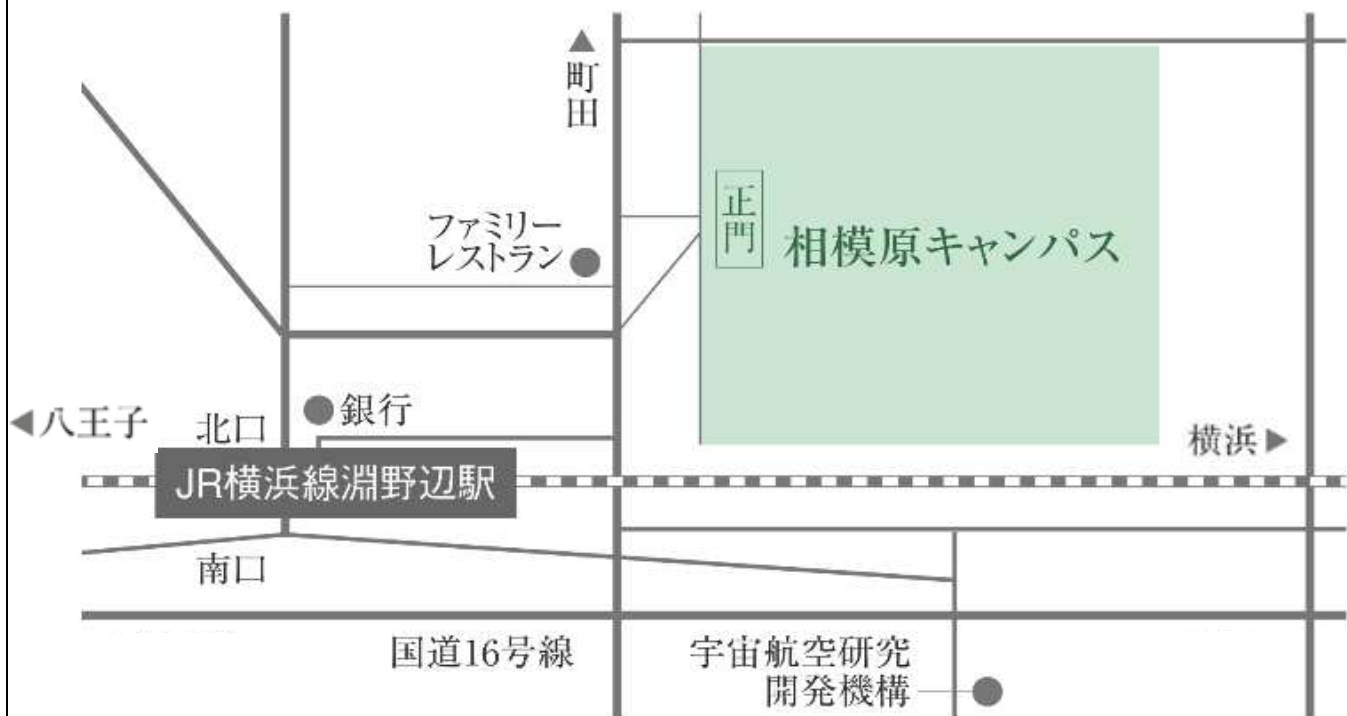 ▲
町田
正門
相模原キャンパス
ファミリー
レストラン
◀八王子
北口
銀行
横浜▶
JR横浜線淵野辺駅
南口
国道16号線
宇宙航空研究
開発機構